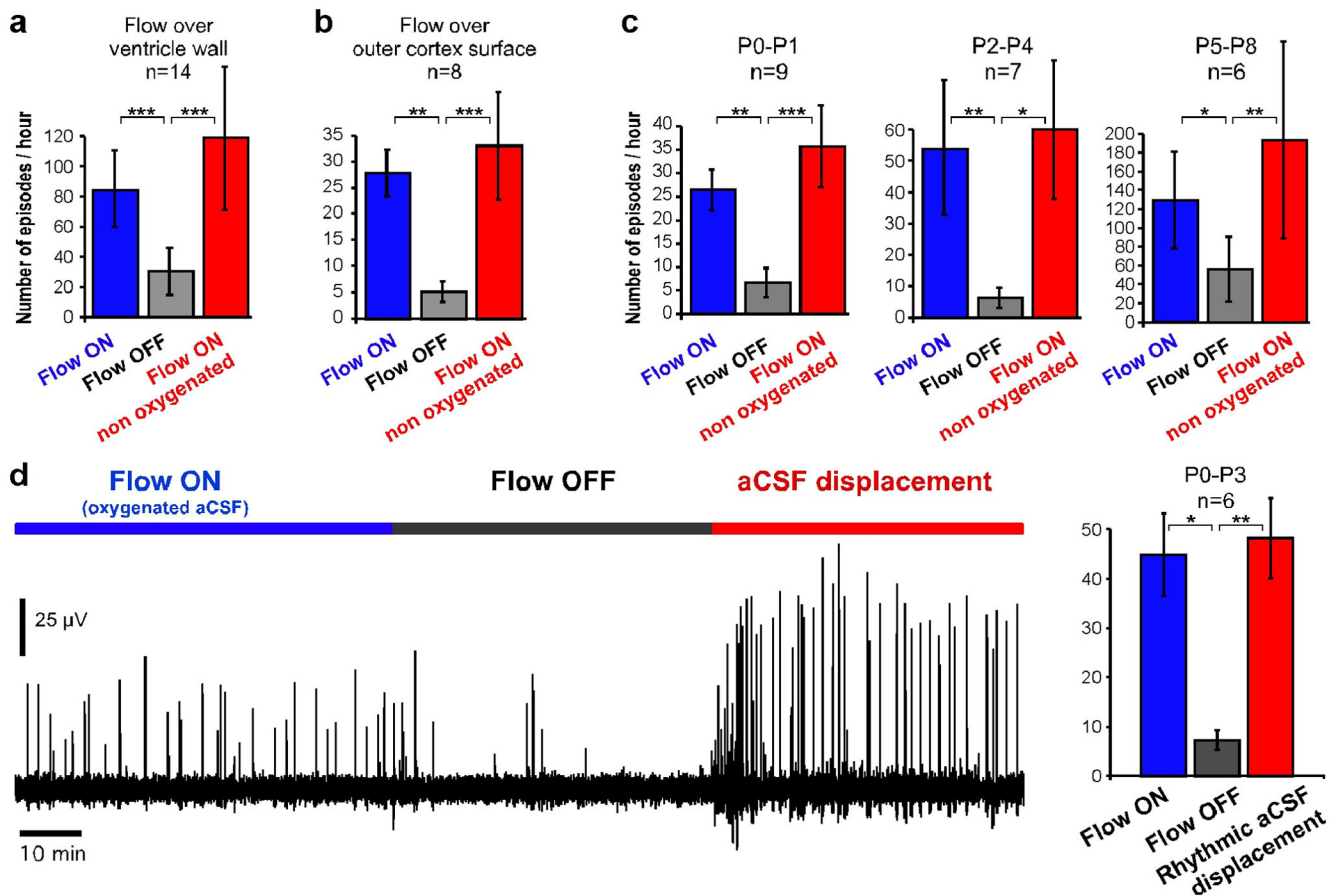 a
Flow over
ventricle wall
n=14
***
***
Number of episodes / hour
120
100
80
60
40
20
0
Flow ON
Flow OFF
Flow ON
non oxygenated
b
Flow over
outer cortex surface
n=8
**
***
35
30
25
20
15
10
5
0
Flow ON
Flow OFF
Flow ON
non oxygenated
c
P0-P1
n=9
**
***
Number of episodes / hour
40
35
30
25
20
15
10
5
0
Flow ON
Flow OFF
Flow ON
non oxygenated
P2-P4
n=7
**
*
60
50
40
30
20
10
0
Flow ON
Flow OFF
Flow ON
non oxygenated
P5-P8
n=6
*
**
200
180
160
140
120
100
80
60
40
20
0
Flow ON
Flow OFF
Flow ON
non oxygenated
d
Flow ON
(oxygenated aCSF)
Flow OFF
aCSF displacement
25 µV
10 min
P0-P3
n=6
*
**
50
40
30
20
10
0
Flow ON
Flow OFF
Rhythmic aCSF
displacement